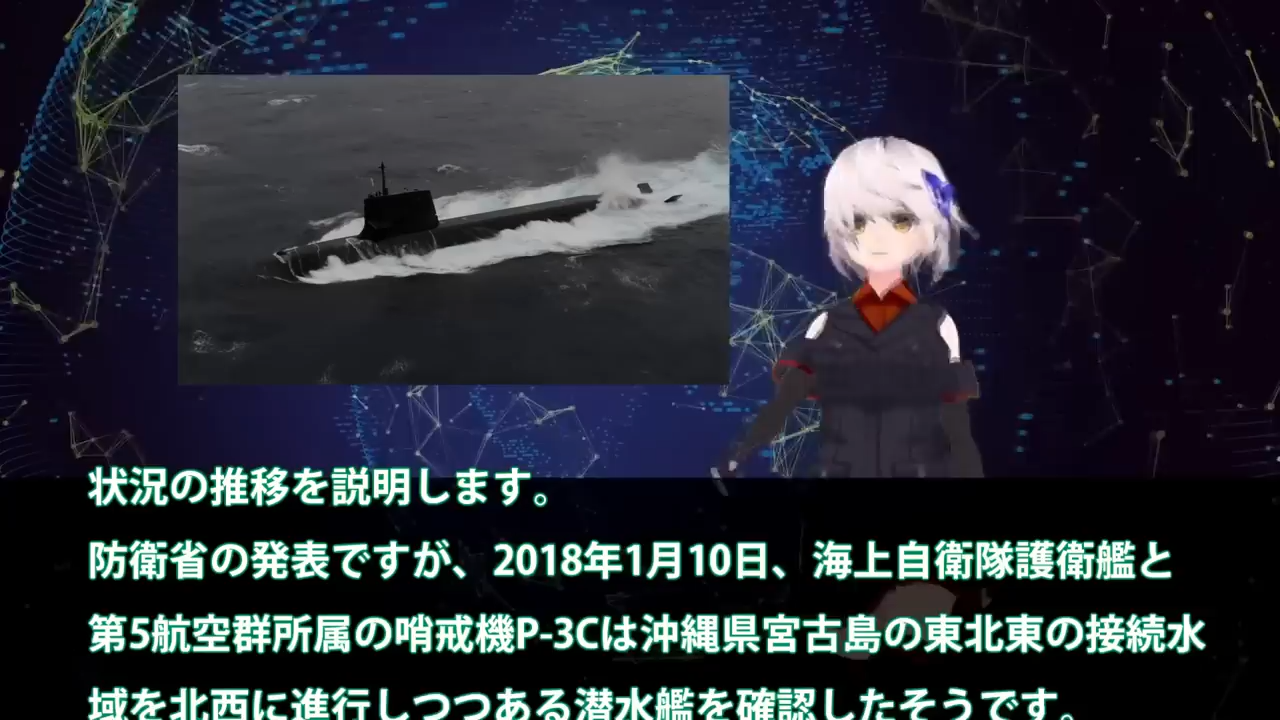 状況の推移を説明します。
防衛省の発表ですが、2018年1月10日、海上自衛隊護衛艦と
第5航空群所属の哨戒機P-3Cは沖縄県宮古島の東北東の接続水
域を北西に進行しつつある潜水艦を確認したそうです。